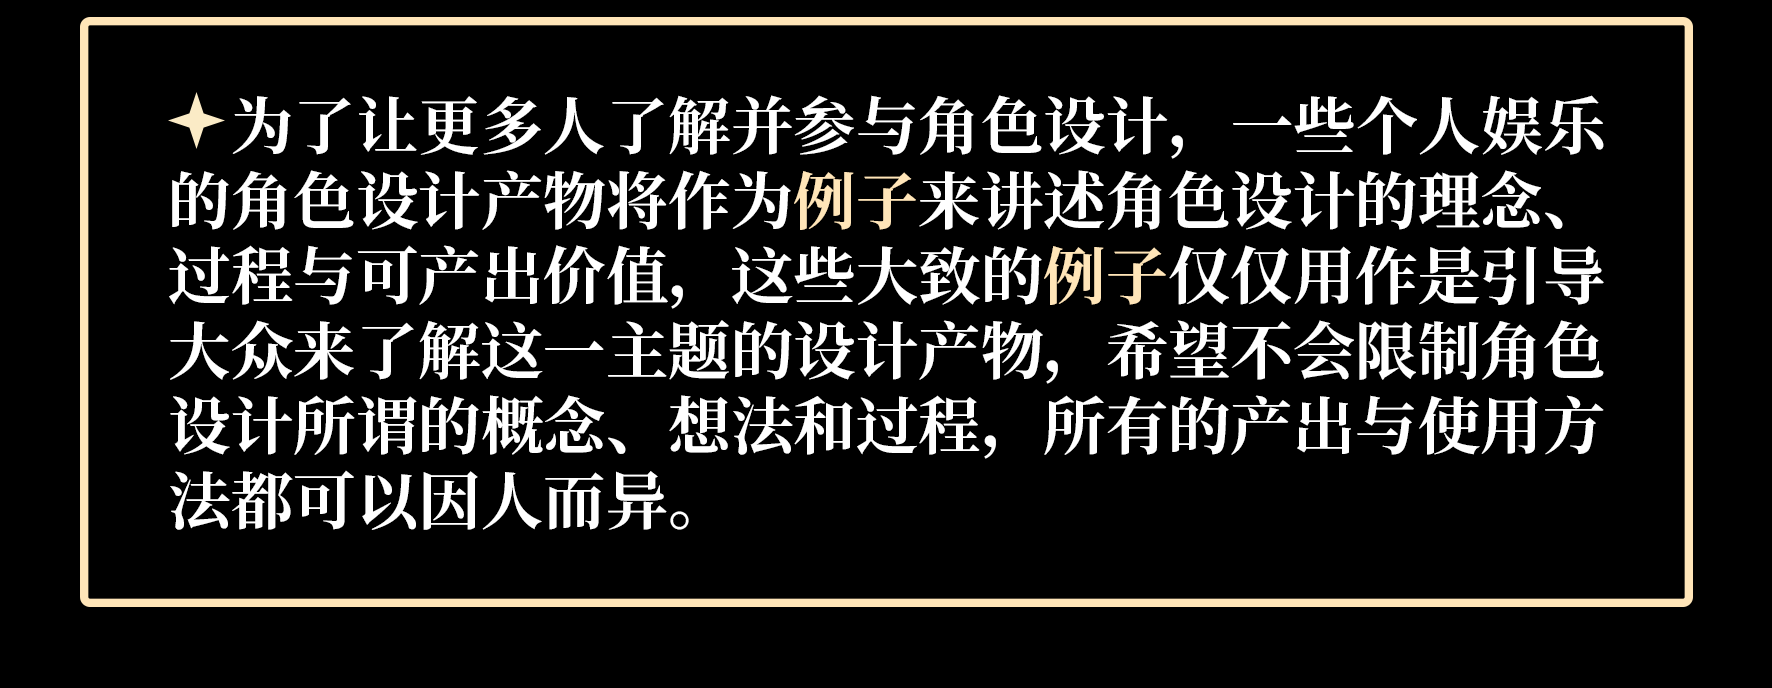 为了让更多人了解并参与角色设计，一些个人娱乐
的角色设计产物将作为例子来讲述角色设计的理念、
过程与可产出价值，这些大致的例子仅仅用作是引导
大众来了解这一主题的设计产物，希望不会限制角色
设计所谓的概念、想法和过程，所有的产出与使用方
法都可以因人而异。